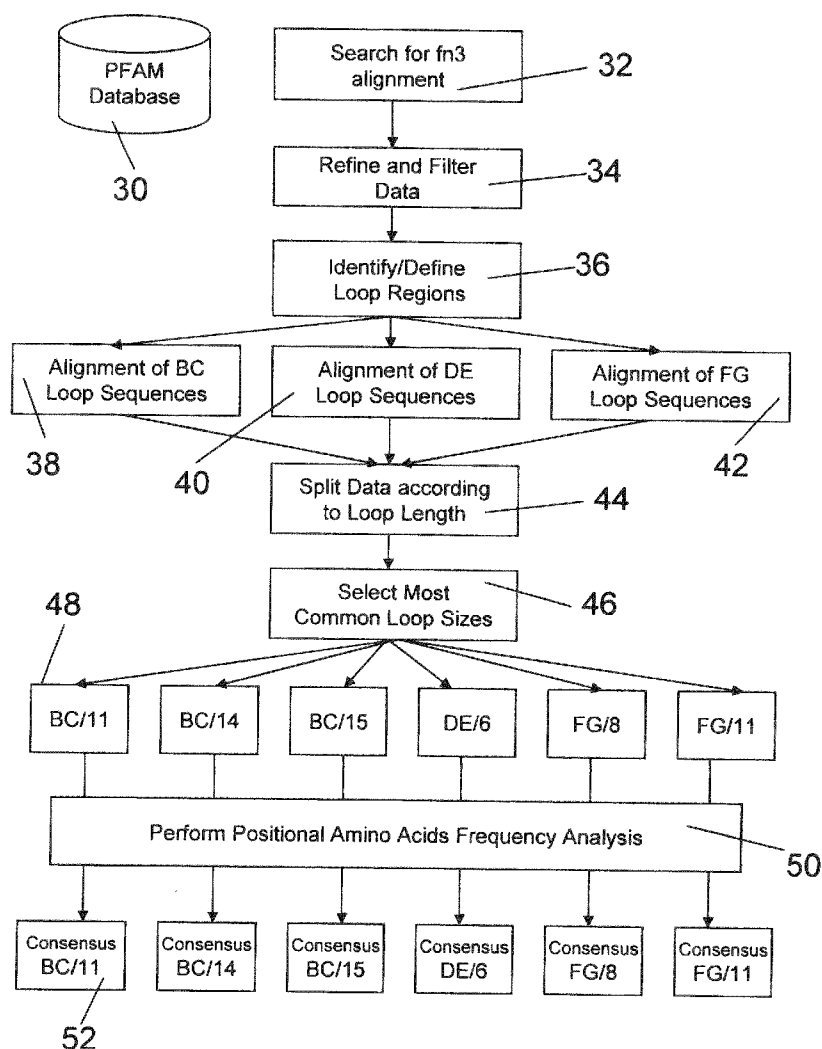 PFAM
Database
30
Search for fn3
alignment
32
Refine and Filter
Data
34
Identify/Define
Loop Regions
36
Alignment of BC
Loop Sequences
38
Alignment of DE
Loop Sequences
40
Alignment of FG
Loop Sequences
42
Split Data according
to Loop Length
44
Select Most
Common Loop Sizes
46
48
BC/11
BC/14
BC/15
DE/6
FG/8
FG/11
Perform Positional Amino Acids Frequency Analysis
50
Consensus
BC/11
Consensus
BC/14
Consensus
BC/15
Consensus
DE/6
Consensus
FG/8
Consensus
FG/11
52